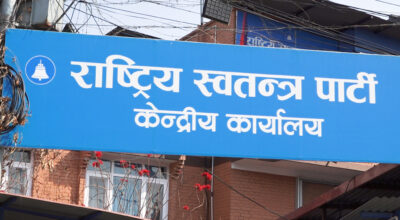 राष्ट्रिय स्वतन्त्र पार्टी
केन्द्रीय कार्यालय